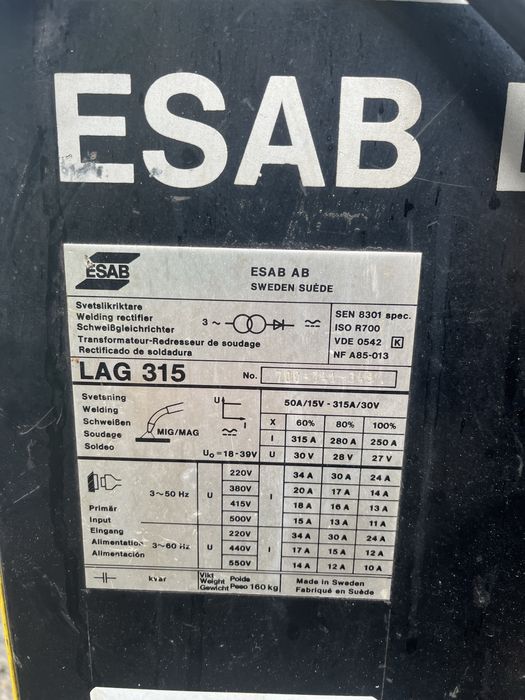 ESAB
ESAB
ESAB AB
SWEDEN SUÈDE
Svetslikriktare
Welding rectifier
Schweißgleichrichter
Transformateur-Redresseur de soudage
Rectificado de soldadura
3 ~
SEN 8301 spec.
ISO R700
VDE 0542 K
NF A85-013
LAG 315 No.
Svetsning
Welding
Schweißen
Soudage
Soldeo
MIG/MAG
U
I
U₀=18-39V
50A/15V - 315A/30V
X 60% 80% 100%
I 315 A 280 A 250 A
U 30 V 28 V 27 V
Primär
Input
Eingang
Alimentation
Alimentación
3~50 Hz U I
220V 34 A 30 A 24 A
380V 20 A 17 A 14 A
415V 18 A 16 A 13 A
500V 15 A 13 A 11 A
3~60 Hz U I
220V 34 A 30 A 24 A
440V 17 A 15 A 12 A
550V 14 A 12 A 10 A
kvar
Vikt Poids
Weight
Gewicht Peso 160 kg
Made in Sweden
Fabriqué en Suède